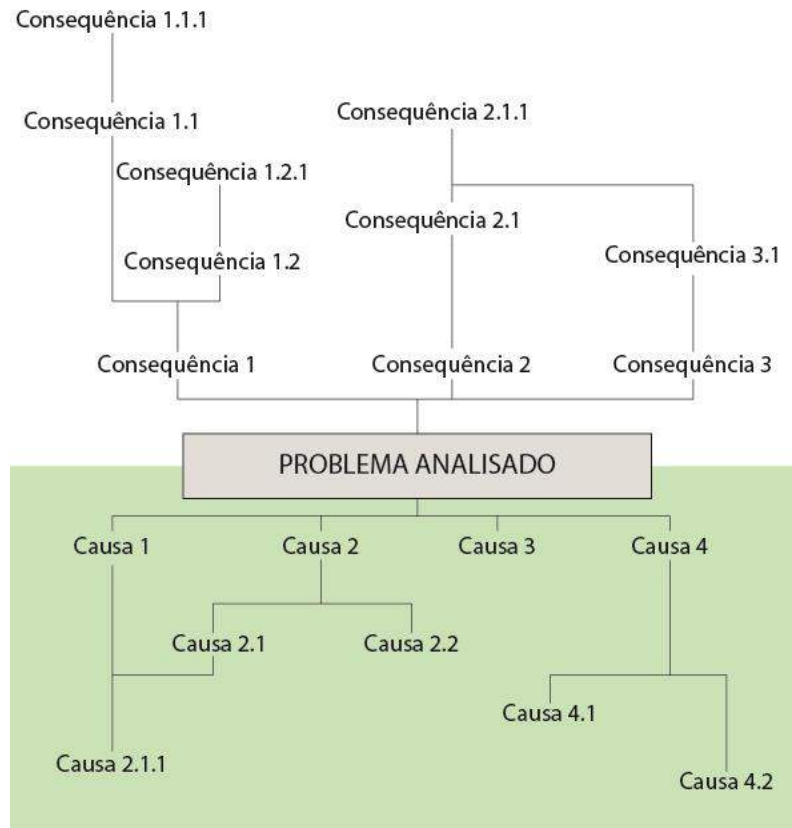 Consequência 1.1.1
Consequência 2.1.1
Consequência 1.1
Consequência 1.2.1
Consequência 2.1
Consequência 3.1
Consequência 1.2
Consequência 1
Consequência 2
Consequência 3
PROBLEMA ANALISADO
Causa 1
Causa 2
Causa 3
Causa 4
Causa 2.1
Causa 2.2
Causa 4.1
Causa 2.1.1
Causa 4.2